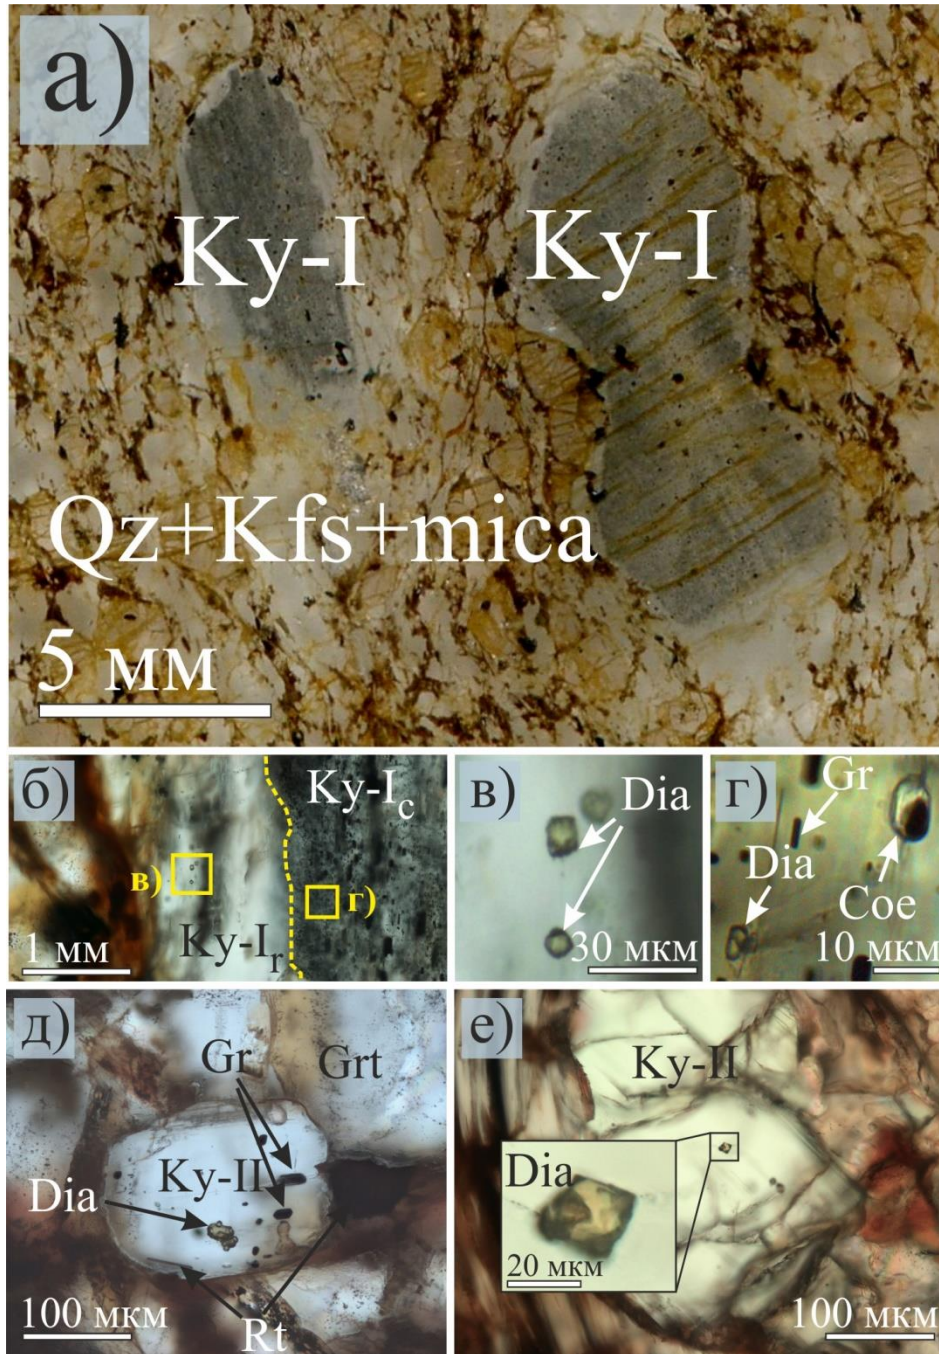 а)
Ky-I
Ky-I
Qz+Kfs+mica
5 мм
б)
Ky-Ic
в)
г)
Ky-Ir
1 мм
в)
Dia
30 мкм
г)
Gr
Dia
Coe
10 мкм
д)
Gr
Grt
Ky-II
Dia
Rt
100 мкм
е)
Ky-II
Dia
20 мкм
100 мкм